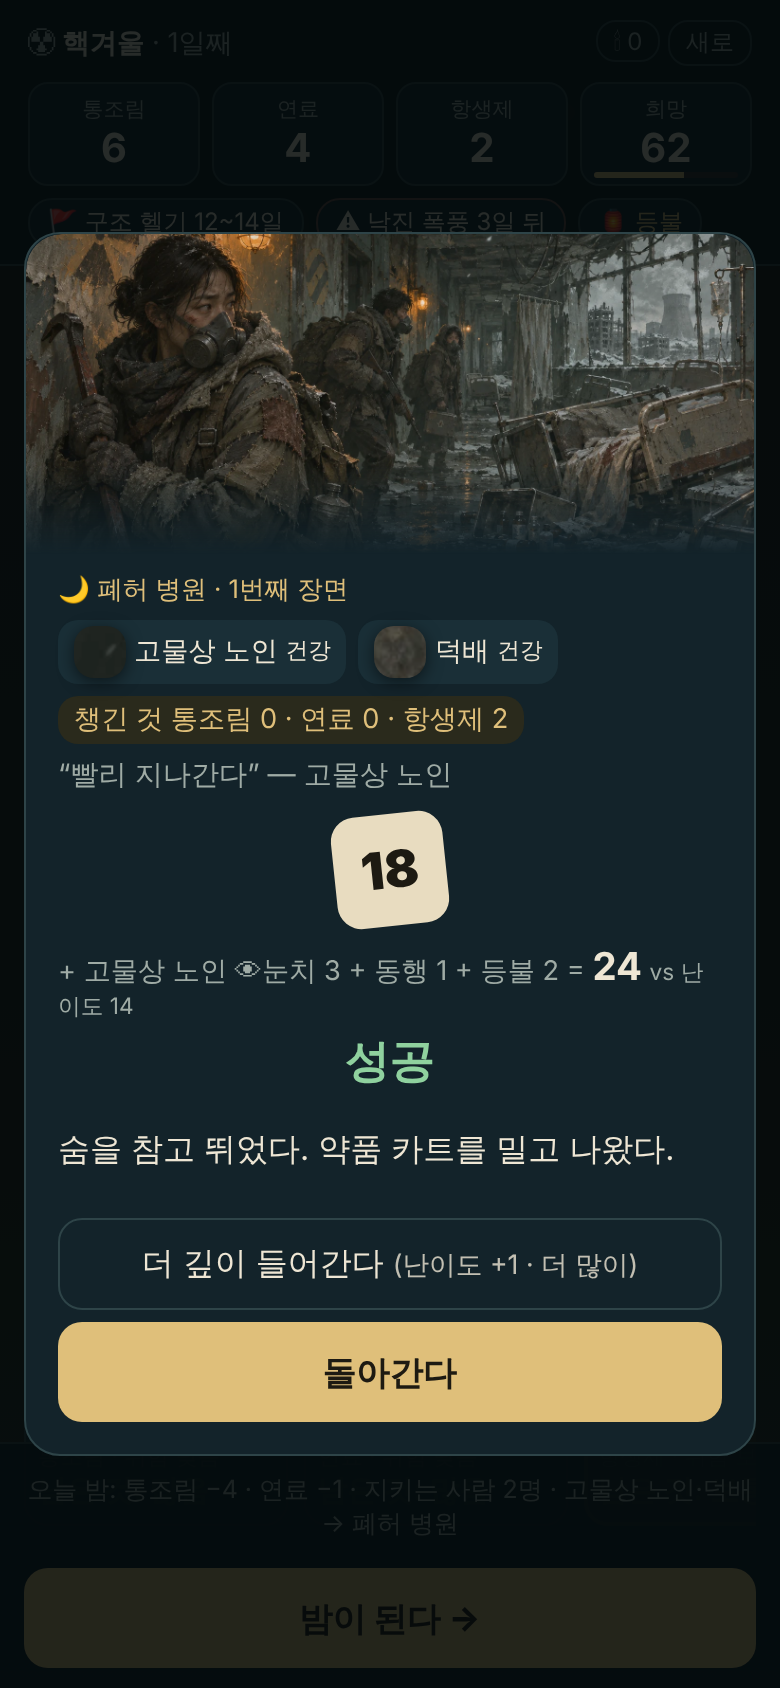 핵겨울 · 1일째
0
새로
통조림
연료
항생제
희망
6
4
2
62
구조 헬기 12~14일
낙진 폭풍 3일 뒤
등불
🌙 폐허 병원 · 1번째 장면
고물상 노인 건강
덕배 건강
챙긴 것 통조림 0 · 연료 0 · 항생제 2
“빨리 지나간다” — 고물상 노인
18
+ 고물상 노인 👁눈치 3 + 동행 1 + 등불 2 = 24 vs 난
이도 14
성공
숨을 참고 뛰었다. 약품 카트를 밀고 나왔다.
더 깊이 들어간다 (난이도 +1 · 더 많이)
돌아간다
오늘 밤: 통조림 −4 · 연료 −1 · 지키는 사람 2명 · 고물상 노인·덕배
→ 폐허 병원
밤이 된다 →